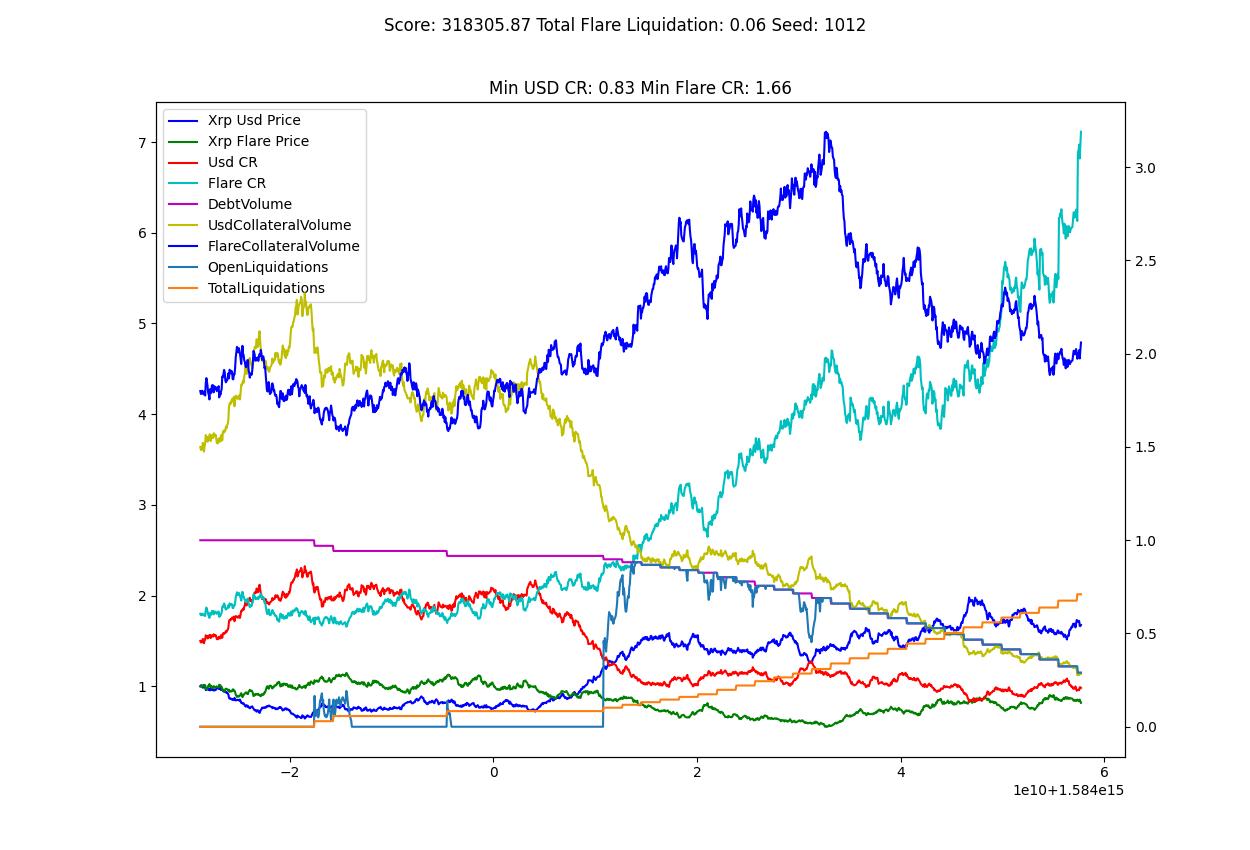 Score: 318305.87 Total Flare Liquidation: 0.06 Seed: 1012
Min USD CR: 0.83 Min Flare CR: 1.66
Xrp Usd Price
Xrp Flare Price
Usd CR
Flare CR
DebtVolume
UsdCollateralVolume
FlareCollateralVolume
OpenLiquidations
TotalLiquidations
7
6
5
4
3
2
1
3.0
2.5
2.0
1.5
1.0
0.5
0.0
−2 0 2 4 6
1e10+1.584e15